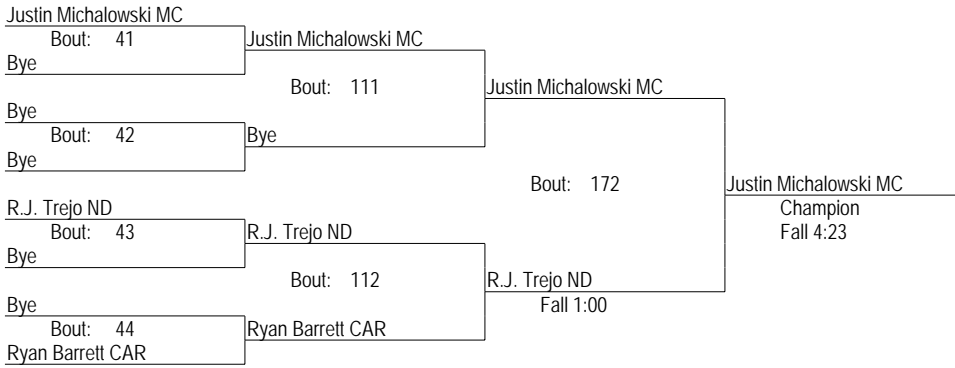 Justin Michalowski MC
Bout: 41
Justin Michalowski MC
Bye
Bout: 111
Justin Michalowski MC
Bye
Bout: 42
Bye
Bye
Bout: 172
Justin Michalowski MC
R.J. Trejo ND
Champion
Bout: 43
R.J. Trejo ND
Fall 4:23
Bye
Bout: 112
R.J. Trejo ND
Bye
Fall 1:00
Bout: 44
Ryan Barrett CAR
Ryan Barrett CAR